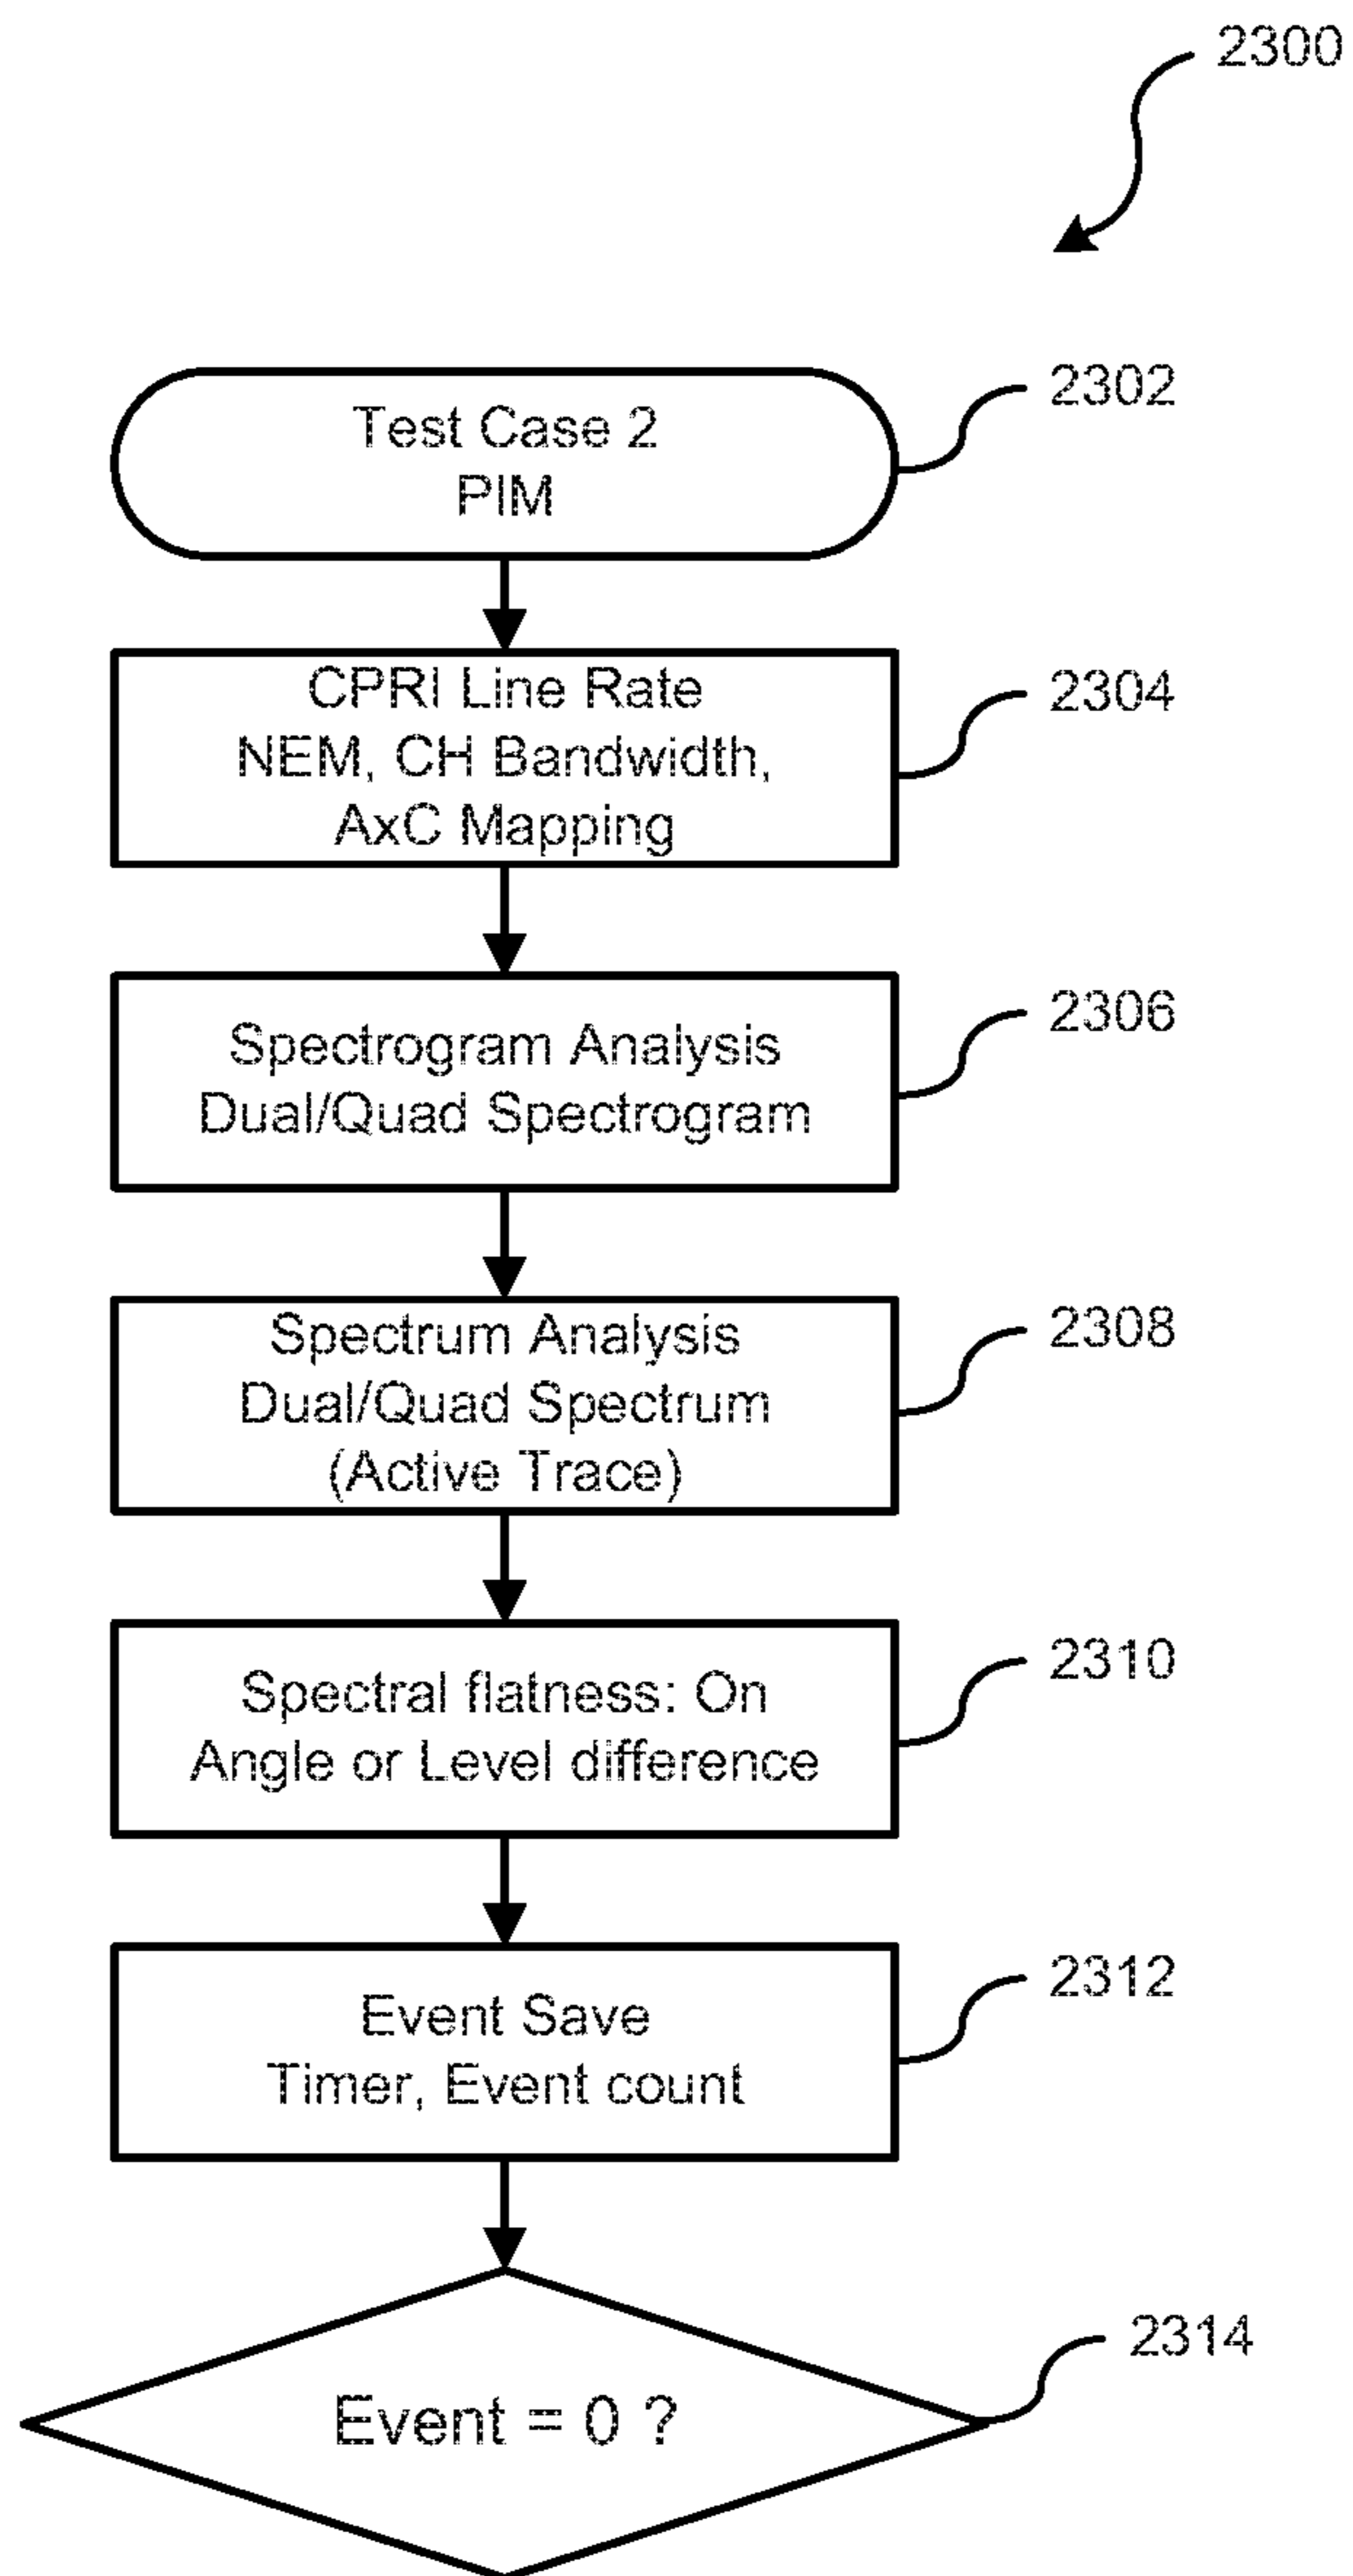 2300
Test Case 2
PIM
2302
CPRI Line Rate
NEM, CH Bandwidth,
AxC Mapping
2304
Spectrogram Analysis
Dual/Quad Spectrogram
2306
Spectrum Analysis
Dual/Quad Spectrum
(Active Trace)
2308
Spectral flatness: On
Angle or Level difference
2310
Event Save
Timer, Event count
2312
Event = 0 ?
2314